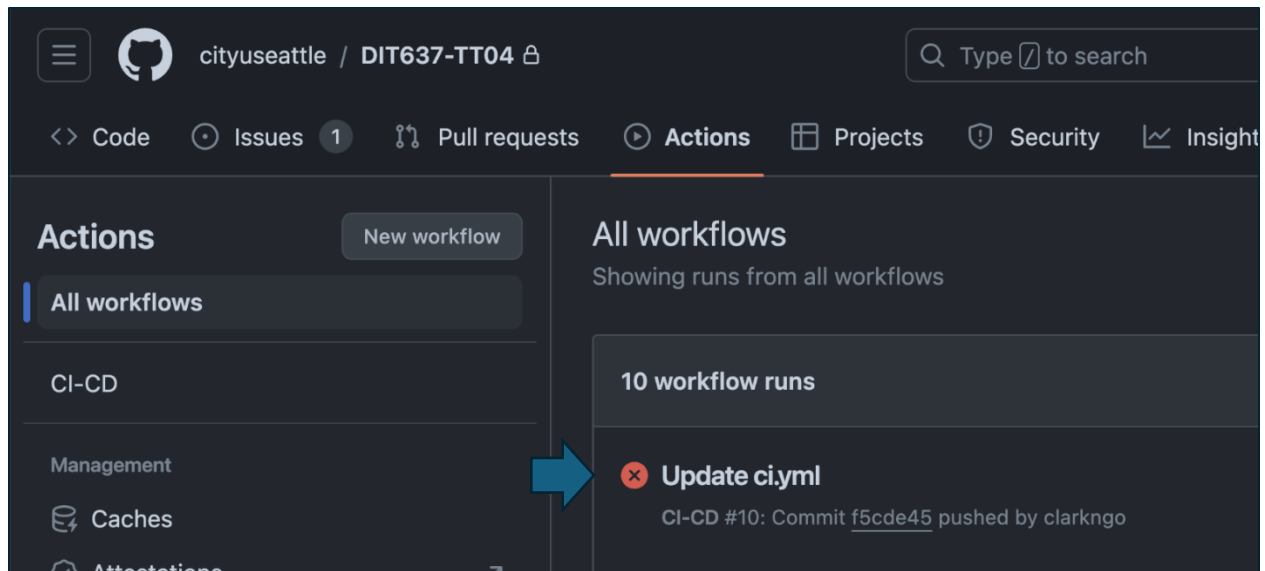 cityuseattle / DIT637-TT04
Type / to search
Code
Issues 1
Pull requests
Actions
Projects
Security
Insight
Actions
New workflow
All workflows
CI-CD
Management
Caches
Attestations
All workflows
Showing runs from all workflows
10 workflow runs
Update ci.yml
CI-CD #10: Commit f5cde45 pushed by clarkngo